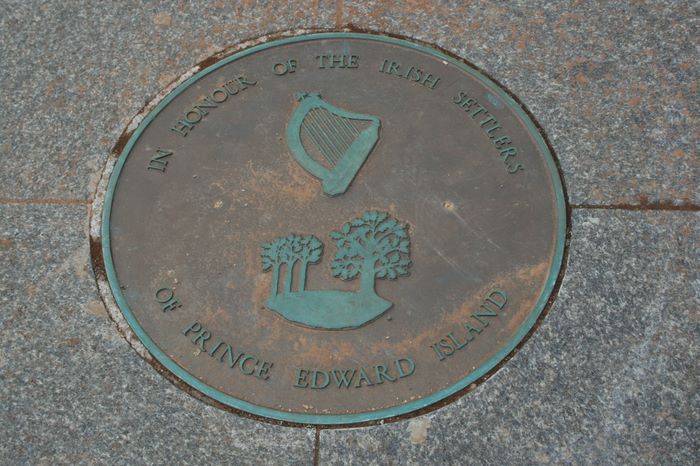 IN HONOUR OF THE IRISH SETTLERS
OF PRINCE EDWARD ISLAND